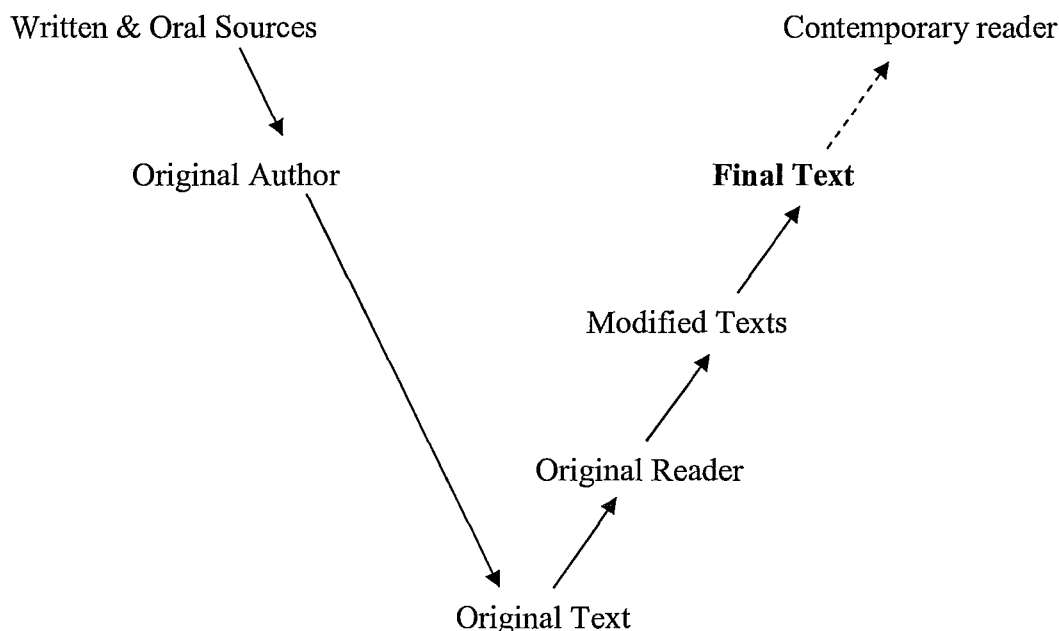 Written & Oral Sources
Contemporary reader
Original Author
Final Text
Modified Texts
Original Reader
Original Text